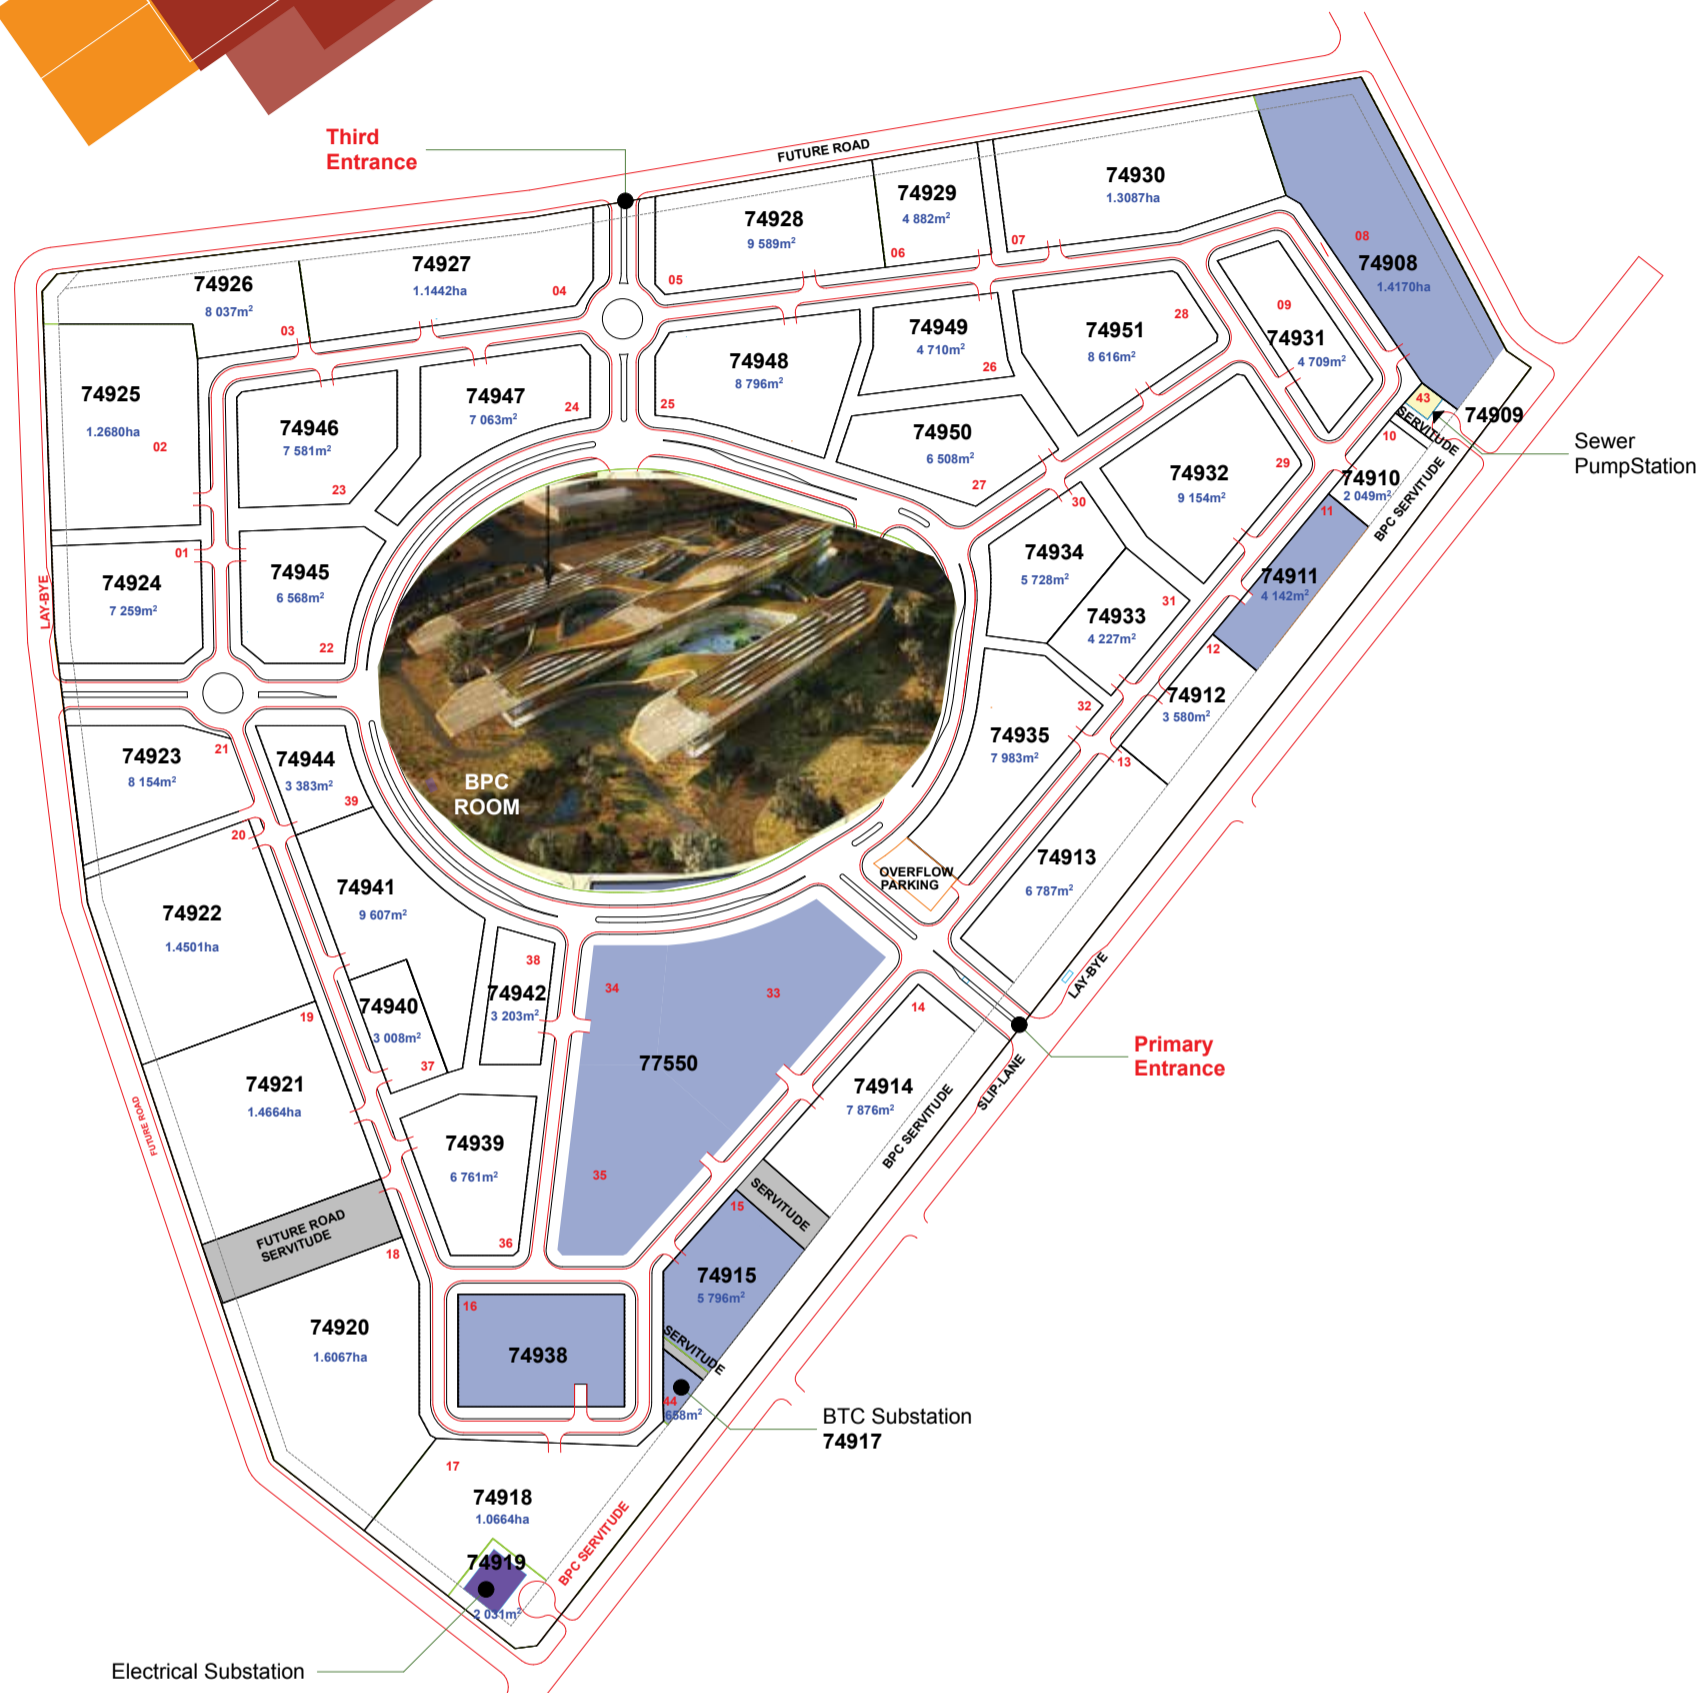 Third
Entrance
FUTURE ROAD
74930
1.3087ha
74929
4 882m²
06
07
74928
9 589m²
05
74927
1.1442ha
04
74926
8 037m²
03
08
74908
1.4170ha
09
74931
4 709m²
28
74951
8 616m²
74949
4 710m²
26
74948
8 796m²
25
74947
7 063m²
24
74925
1.2680ha
02
74946
7 581m²
23
74950
6 508m²
27
74932
9 154m²
29
43
SERVITUDE
74909
Sewer
PumpStation
10
74910
2 049m²
BPC SERVITUDE
11
74911
4 142m²
30
74934
5 728m²
74933
4 227m²
31
01
74924
7 259m²
LAY-BYE
74945
6 568m²
22
12
74912
3 580m²
13
32
74935
7 983m²
74923
8 154m²
21
20
74944
3 383m²
39
BPC
ROOM
74913
6 787m²
OVERFLOW
PARKING
74941
9 607m²
74922
1.4501ha
19
38
74942
3 203m²
74940
3 008m²
37
34
33
77550
35
LAY-BYE
14
Primary
Entrance
SLIP-LANE
74914
7 876m²
BPC SERVITUDE
74921
1.4664ha
FUTURE ROAD
FUTURE ROAD
74939
6 761m²
36
FUTURE ROAD
SERVITUDE
18
SERVITUDE
15
74915
5 796m²
SERVITUDE
74920
1.6067ha
16
74938
44
658m²
BTC Substation
74917
17
74918
1.0664ha
74919
2 031m²
BPC SERVITUDE
Electrical Substation